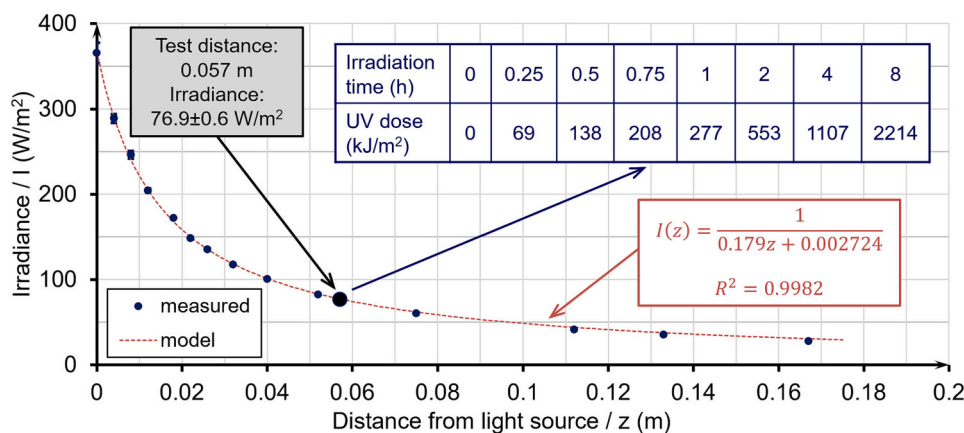 Irradiance / I (W/m²)
400
300
200
100
0
Test distance:
0.057 m
Irradiance:
76.9±0.6 W/m²
Irradiation time (h) 0 0.25 0.5 0.75 1 2 4 8
UV dose (kJ/m²) 0 69 138 208 277 553 1107 2214
I(z) = 1 / (0.179z + 0.002724)
R² = 0.9982
measured
model
0 0.02 0.04 0.06 0.08 0.1 0.12 0.14 0.16 0.18 0.2
Distance from light source / z (m)